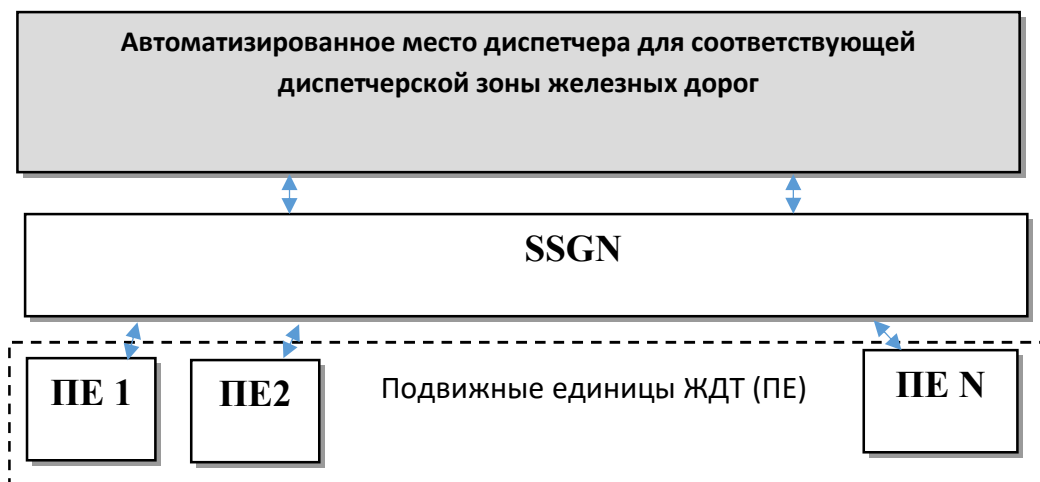 Автоматизированное место диспетчера для соответствующей
диспетчерской зоны железных дорог
SSGN
ПЕ 1
ПЕ2
Подвижные единицы ЖДТ (ПЕ)
ПЕ N